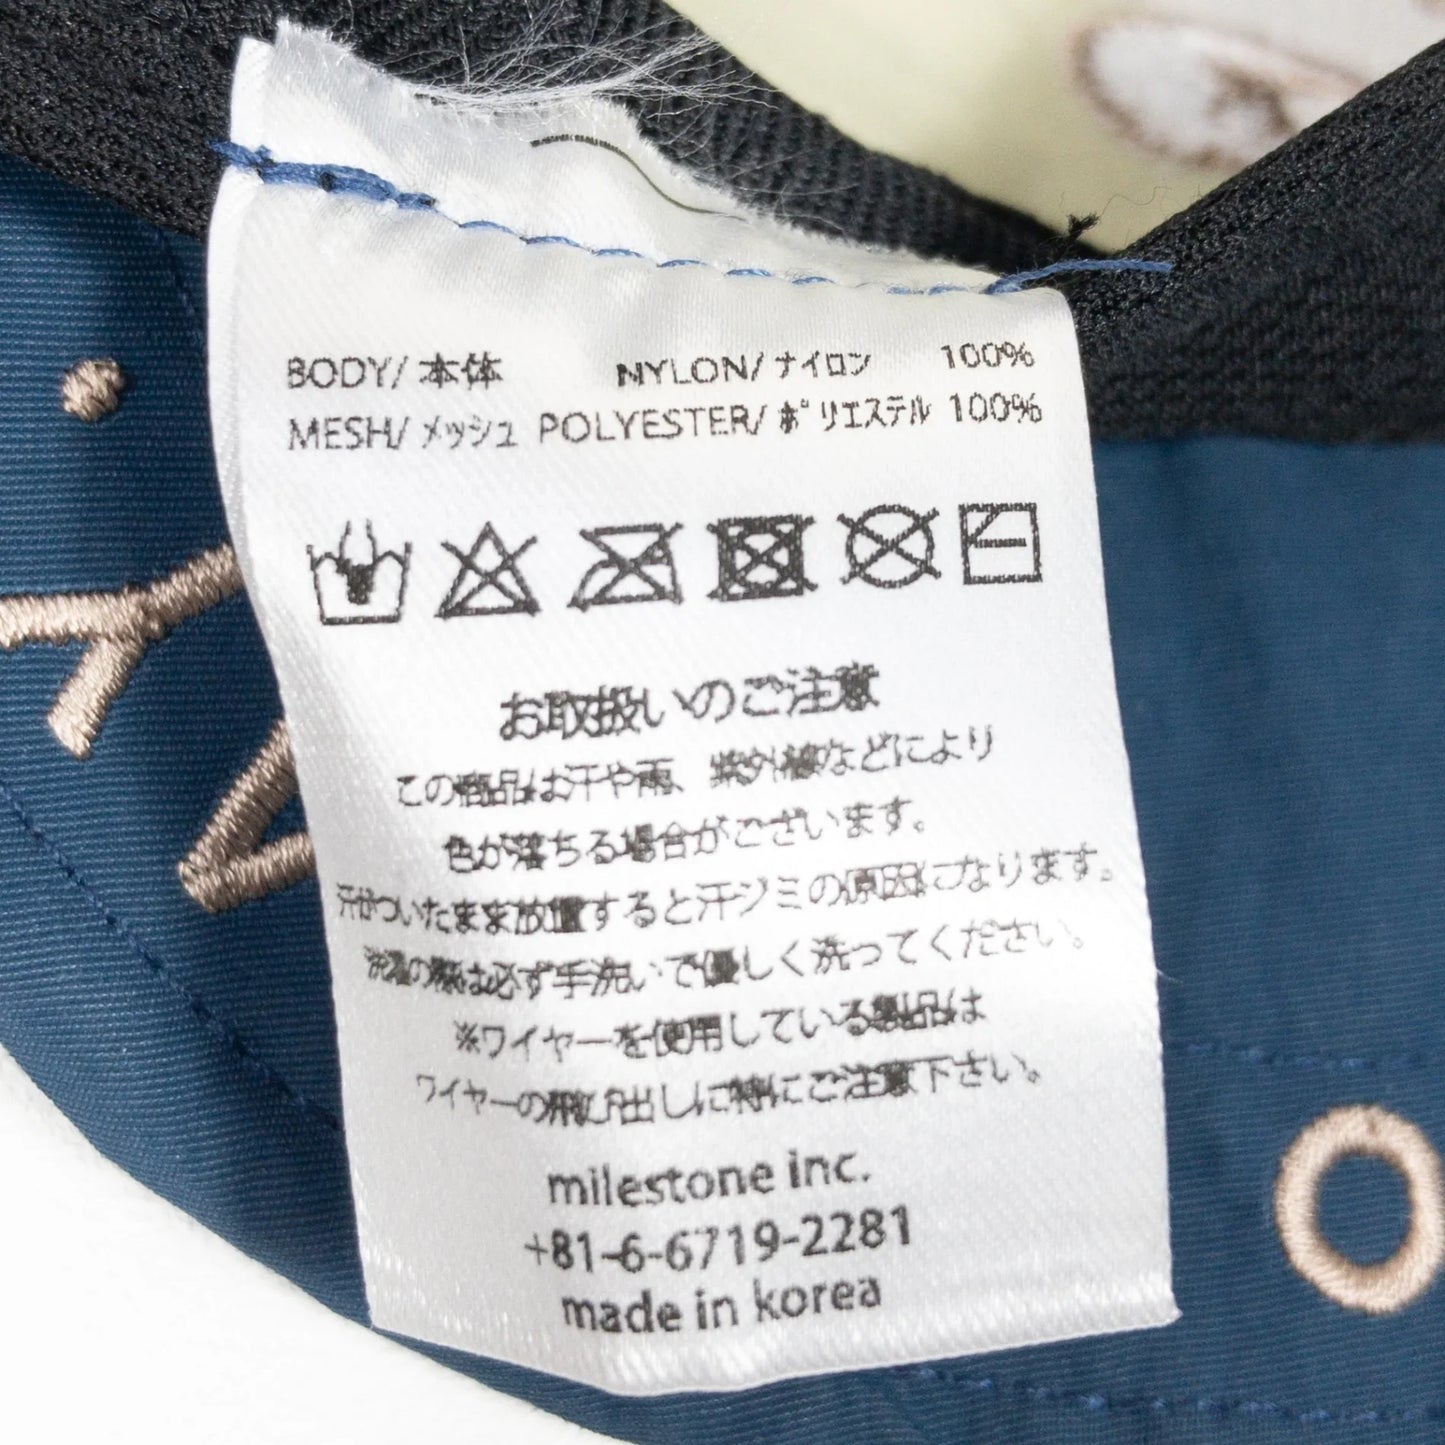 BODY/ 本体 NYLON/ ナイロン 100%
MESH/ メッシュ POLYESTER/ ポリエステル 100%
お取扱いのご注意
この商品はお汗や雨、紫外線などにより
色が落ちる場合がございます。
汗がついたまま放置すると汗ジミの原因になります。
洗濯の際は必ず手洗いで優しく洗ってください。
※ワイヤーを使用している製品は
ワイヤーの飛び出しに特にご注意下さい。
milestone inc.
+81-6-6719-2281
made in korea